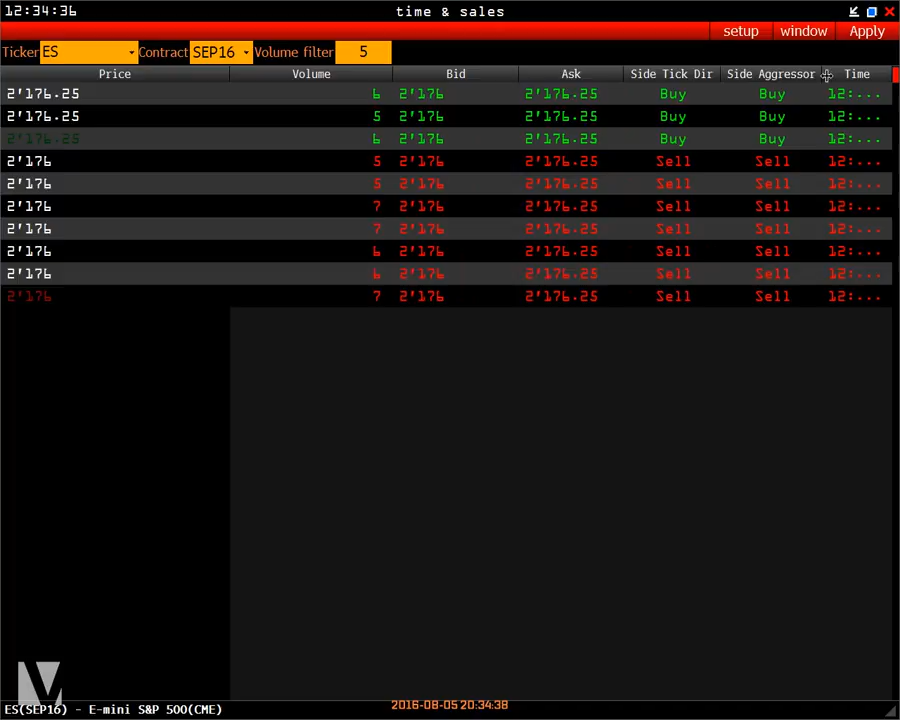 12:34:36 time & sales
setup window Apply
Ticker ES Contract SEP16 Volume filter 5
Price Volume Bid Ask Side Tick Dir Side Aggressor Time
2'176.25 6 2'176 2'176.25 Buy Buy 12:...
2'176.25 5 2'176 2'176.25 Buy Buy 12:...
2'176.25 6 2'176 2'176.25 Buy Buy 12:...
2'176 5 2'176 2'176.25 Sell Sell 12:...
2'176 5 2'176 2'176.25 Sell Sell 12:...
2'176 7 2'176 2'176.25 Sell Sell 12:...
2'176 7 2'176 2'176.25 Sell Sell 12:...
2'176 6 2'176 2'176.25 Sell Sell 12:...
2'176 6 2'176 2'176.25 Sell Sell 12:...
2'176 7 2'176 2'176.25 Sell Sell 12:...
ES(SEP16) - E-mini S&P 500(CME) 2016-08-05 20:34:38